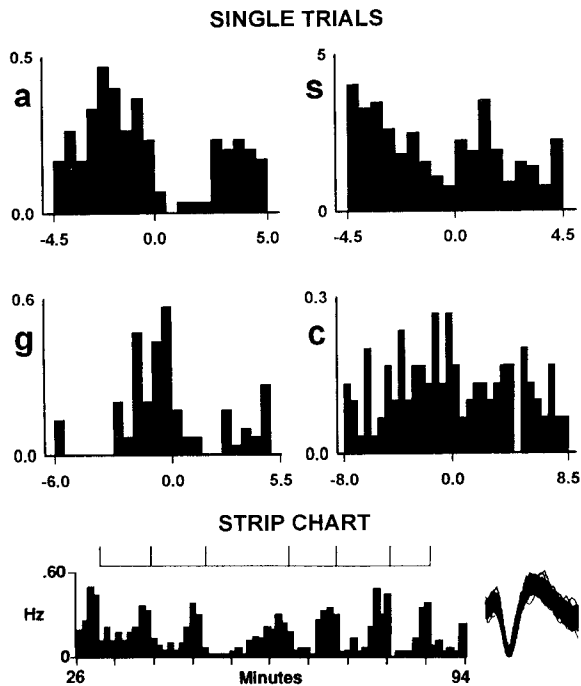 SINGLE TRIALS
0.5
a
0.0
-4.5 0.0 5.0
5
S
0
-4.5 0.0 4.5
0.6
g
0.0
-6.0 0.0 5.5
0.3
C
0.0
-8.0 0.0 8.5
STRIP CHART
.60
Hz
0
26 Minutes 94